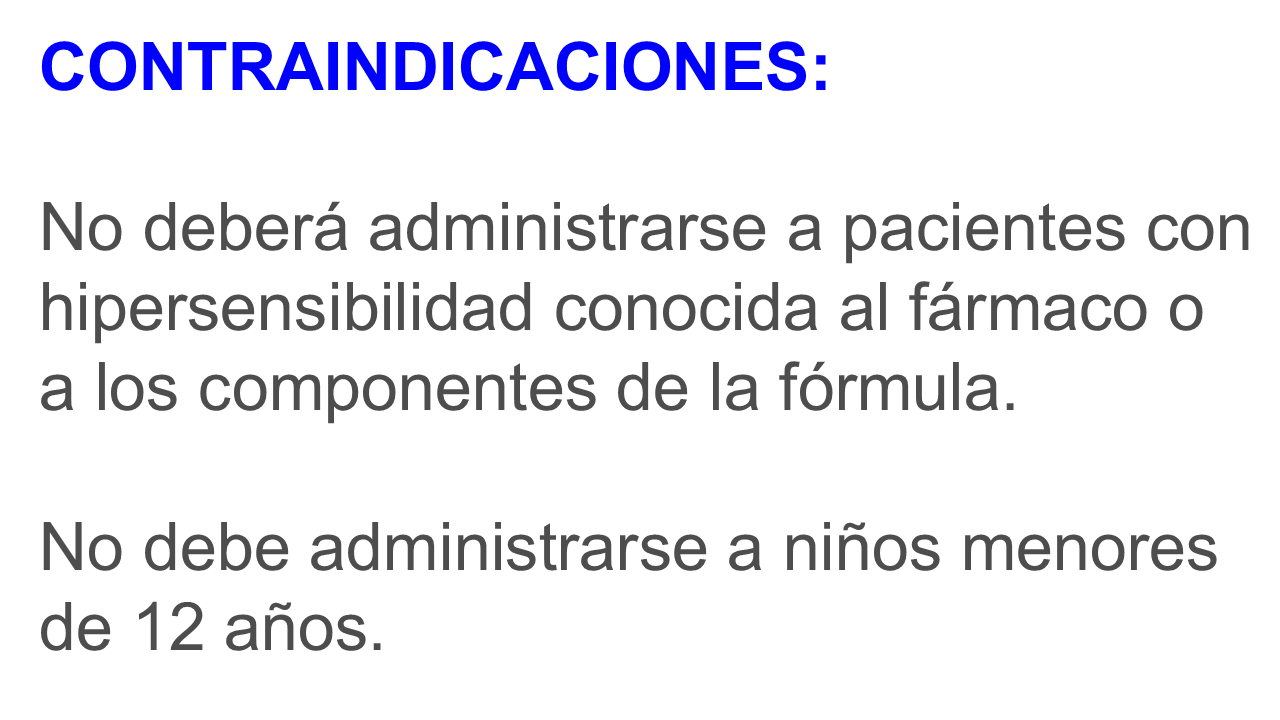 CONTRAINDICACIONES:
No deberá administrarse a pacientes con
hipersensibilidad conocida al fármaco o
a los componentes de la fórmula.
No debe administrarse a niños menores
de 12 años.